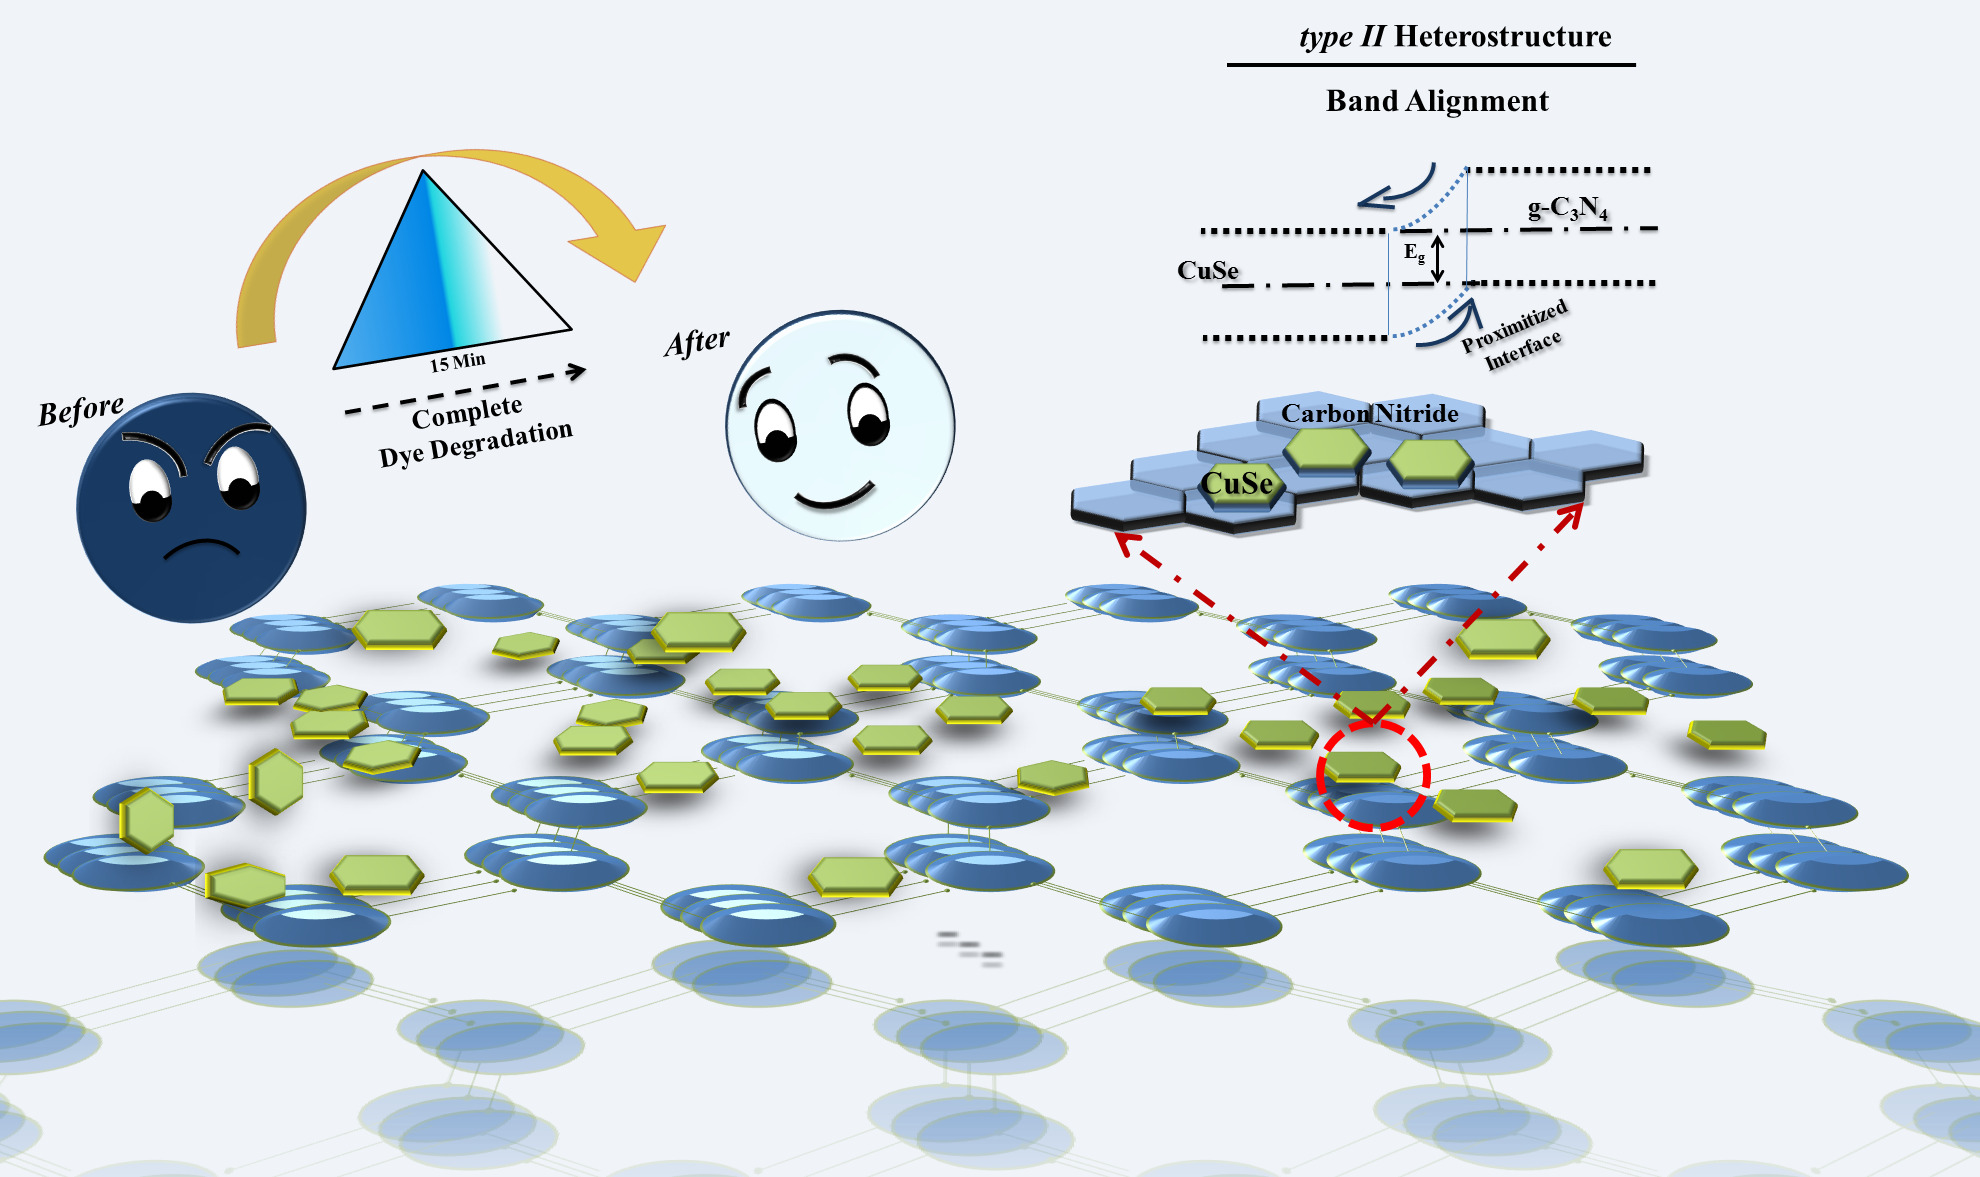 type II Heterostructure
Band Alignment
g-C₃N₄
E_g
CuSe
Proximitized
Interface
15 Min
Complete
Dye Degradation
Before
After
Carbon Nitride
CuSe